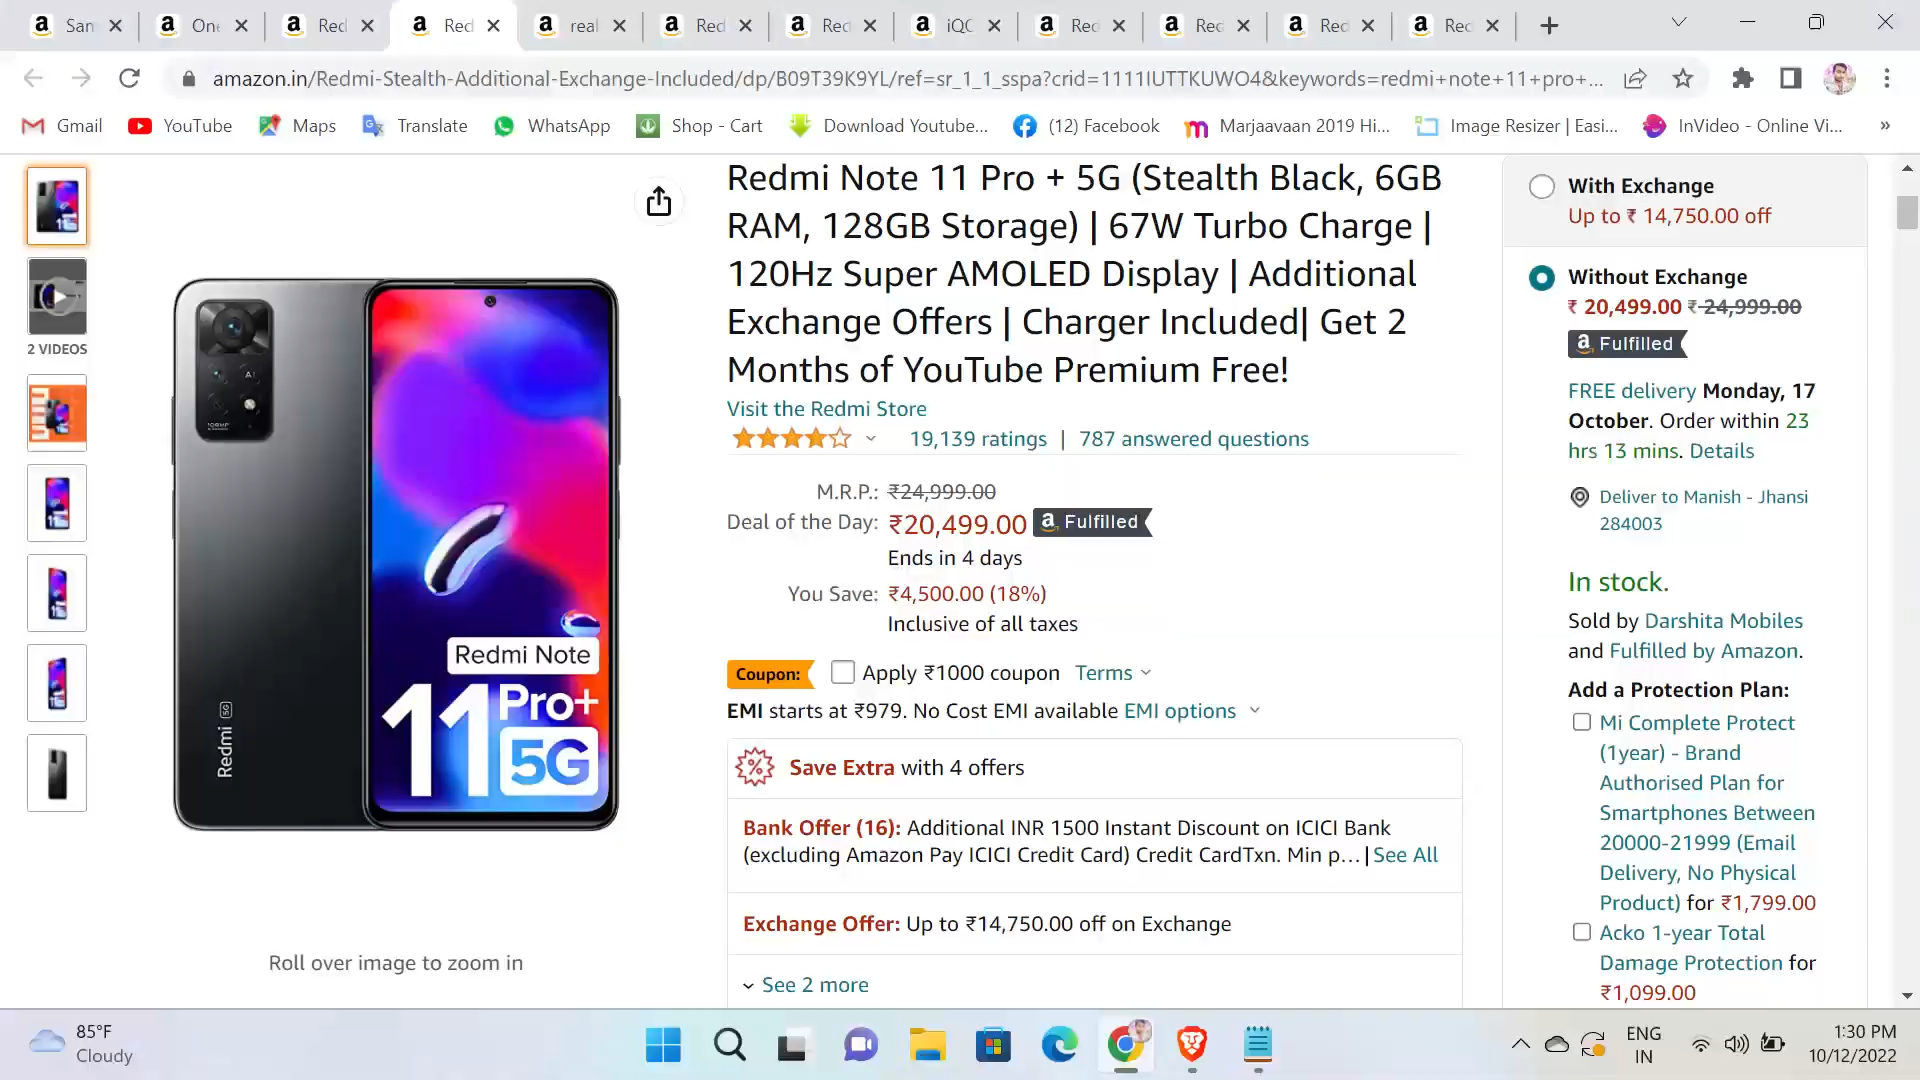 San
One
Red
Red
real
Red
Red
iQO
Red
Red
Red
Red
amazon.in/Redmi-Stealth-Additional-Exchange-Included/dp/B09T39K9YL/ref=sr_1_1_sspa?crid=1111IUTTKUWO4&keywords=redmi+note+11+pro+...
Gmail
YouTube
Maps
Translate
WhatsApp
Shop - Cart
Download Youtube...
(12) Facebook
Marjaavaan 2019 Hi...
Image Resizer | Easi...
InVideo - Online Vi...
»
2 VIDEOS
108MP
AI
Redmi 5G
Redmi Note
11 Pro+
5G
Roll over image to zoom in
Redmi Note 11 Pro + 5G (Stealth Black, 6GB
RAM, 128GB Storage) | 67W Turbo Charge |
120Hz Super AMOLED Display | Additional
Exchange Offers | Charger Included| Get 2
Months of YouTube Premium Free!
Visit the Redmi Store
19,139 ratings | 787 answered questions
M.R.P.: ₹24,999.00
Deal of the Day: ₹20,499.00 a Fulfilled
Ends in 4 days
You Save: ₹4,500.00 (18%)
Inclusive of all taxes
Coupon: Apply ₹1000 coupon Terms
EMI starts at ₹979. No Cost EMI available EMI options
Save Extra with 4 offers
Bank Offer (16): Additional INR 1500 Instant Discount on ICICI Bank
(excluding Amazon Pay ICICI Credit Card) Credit CardTxn. Min p... | See All
Exchange Offer: Up to ₹14,750.00 off on Exchange
See 2 more
With Exchange
Up to ₹ 14,750.00 off
Without Exchange
₹ 20,499.00 ₹ 24,999.00
a Fulfilled
FREE delivery Monday, 17
October. Order within 23
hrs 13 mins. Details
Deliver to Manish - Jhansi
284003
In stock.
Sold by Darshita Mobiles
and Fulfilled by Amazon.
Add a Protection Plan:
Mi Complete Protect
(1year) - Brand
Authorised Plan for
Smartphones Between
20000-21999 (Email
Delivery, No Physical
Product) for ₹1,799.00
Acko 1-year Total
Damage Protection for
₹1,099.00
85°F
Cloudy
ENG
IN
1:30 PM
10/12/2022